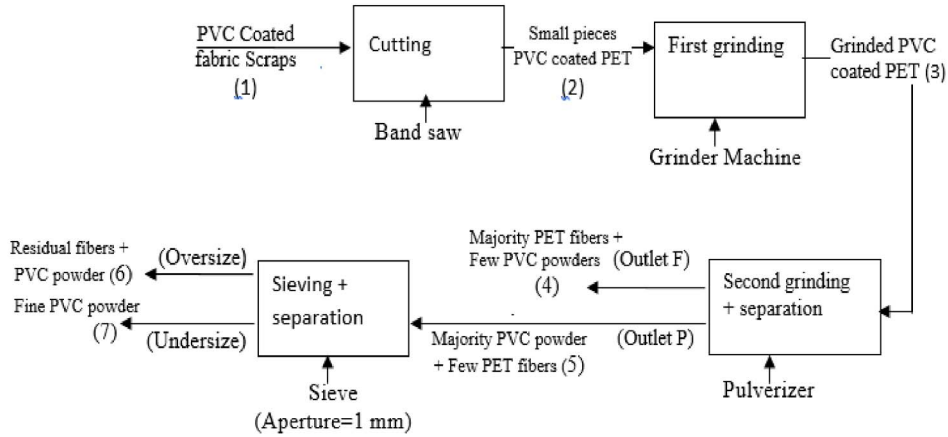 PVC Coated
fabric Scraps
(1)
Cutting
Band saw
Small pieces
PVC coated PET
(2)
First grinding
Grinder Machine
Grinded PVC
coated PET (3)
Second grinding
+ separation
Pulverizer
Majority PET fibers +
Few PVC powders
(4)
(Outlet F)
Majority PVC powder
+ Few PET fibers (5)
(Outlet P)
Sieving +
separation
Sieve
(Aperture=1 mm)
Residual fibers +
PVC powder (6)
(Oversize)
Fine PVC powder
(7)
(Undersize)